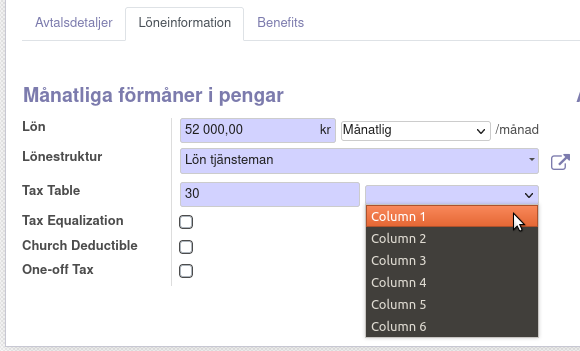 Avtalsdetaljer Löneinformation Benefits
Månatliga förmåner i pengar
Lön 52 000,00 kr Månatlig /månad
Lönestruktur Lön tjänsteman
Tax Table 30
Column 1
Tax Equalization
Column 2
Church Deductible
Column 3
One-off Tax
Column 4
Column 5
Column 6